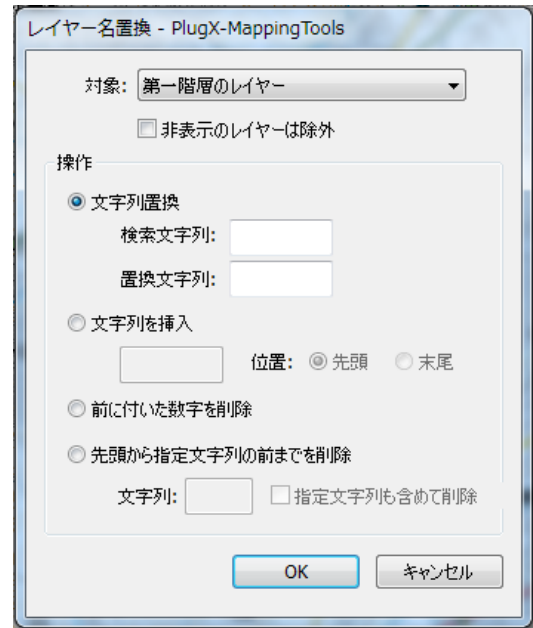 レイヤー名置換 - PlugX-MappingTools
対象: 第一階層のレイヤー
非表示のレイヤーは除外
操作
文字列置換
検索文字列:
置換文字列:
文字列を挿入
位置: 先頭 末尾
前に付いた数字を削除
先頭から指定文字列の前までを削除
文字列: 指定文字列も含めて削除
OK キャンセル